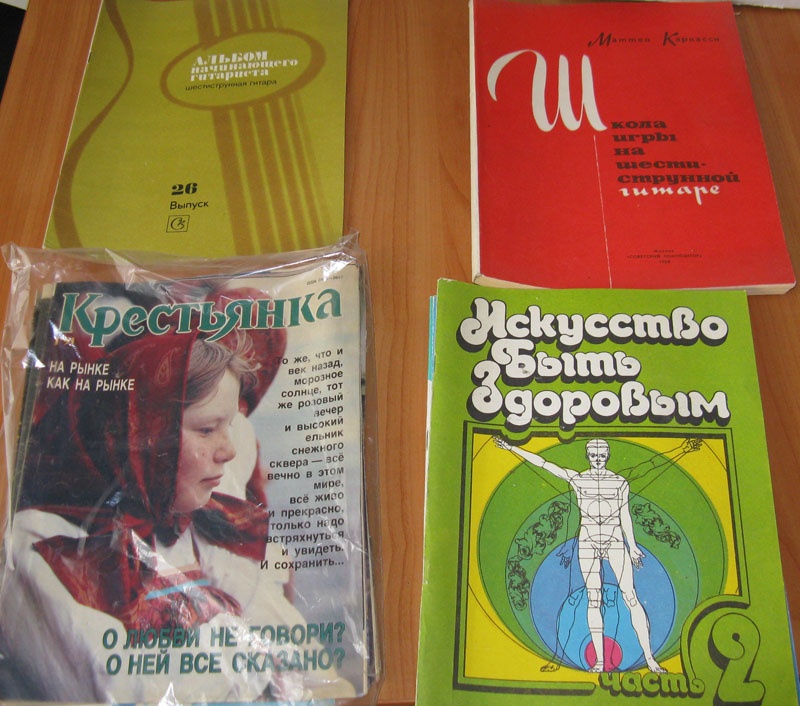 АЛЬБОМ
начинающего
гитариста
шестиструнная гитара
26
Выпуск
Маттео Каркасси
Школа
игры
на
шести-
струнной
гитаре
Москва
Крестьянка
НА РЫНКЕ
КАК НА РЫНКЕ
То же, что и
век назад,
морозное
солнце, тот
же розовый
вечер
и высокий
ельник
снежного
сквера — всё
вечно в этом
мире,
всё живо
и прекрасно,
только надо
встряхнуться
и увидеть.
И сохранить...
О ЛЮБВИ НЕ ГОВОРИ?
О НЕЙ ВСЕ СКАЗАНО?
Искусство
Быть
Здоровым
часть 2